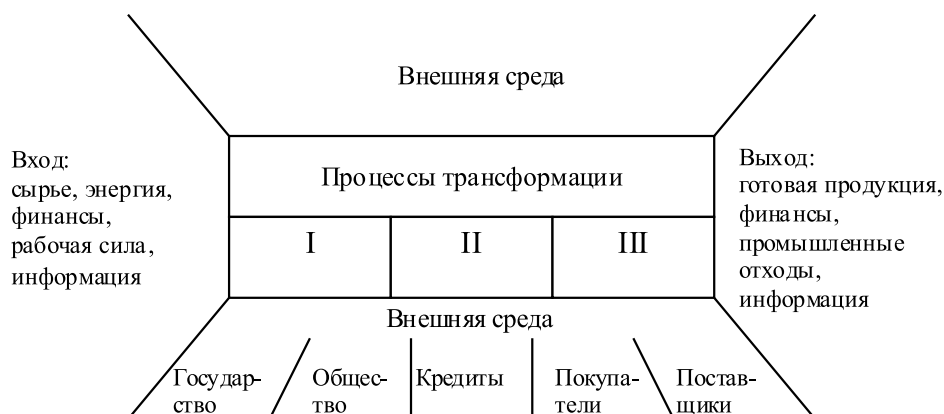 Внешняя среда
Вход:
сырье, энергия,
финансы,
рабочая сила,
информация
Процессы трансформации
I
II
III
Выход:
готовая продукция,
финансы,
промышленные
отходы,
информация
Внешняя среда
Государ-
ство
Общес-
тво
Кредиты
Покупа-
тели
Постав-
щики